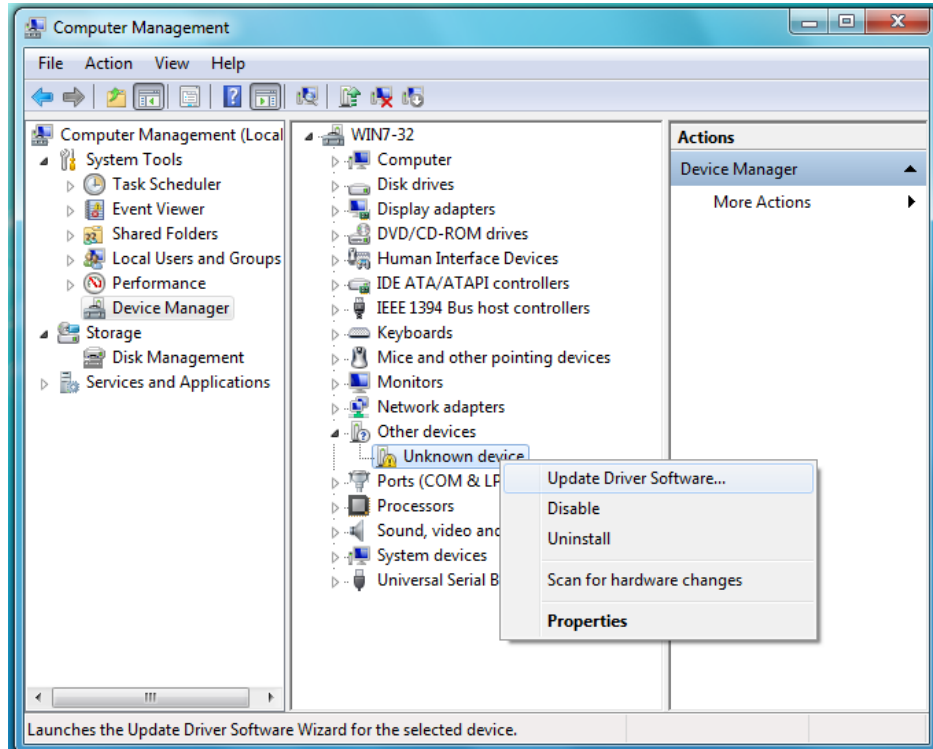 Computer Management
File Action View Help
Computer Management (Local
System Tools
Task Scheduler
Event Viewer
Shared Folders
Local Users and Groups
Performance
Device Manager
Storage
Disk Management
Services and Applications
WIN7-32
Computer
Disk drives
Display adapters
DVD/CD-ROM drives
Human Interface Devices
IDE ATA/ATAPI controllers
IEEE 1394 Bus host controllers
Keyboards
Mice and other pointing devices
Monitors
Network adapters
Other devices
Unknown device
Ports (COM & LP
Processors
Sound, video and
System devices
Universal Serial B
Update Driver Software...
Disable
Uninstall
Scan for hardware changes
Properties
Actions
Device Manager
More Actions
Launches the Update Driver Software Wizard for the selected device.